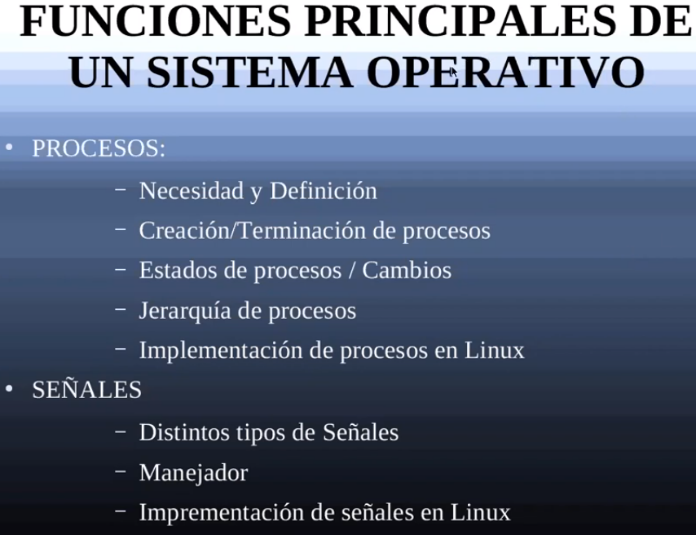 FUNCIONES PRINCIPALES DE
UN SISTEMA OPERATIVO
• PROCESOS:
– Necesidad y Definición
– Creación/Terminación de procesos
– Estados de procesos / Cambios
– Jerarquía de procesos
– Implementación de procesos en Linux
• SEÑALES
– Distintos tipos de Señales
– Manejador
– Imprementación de señales en Linux